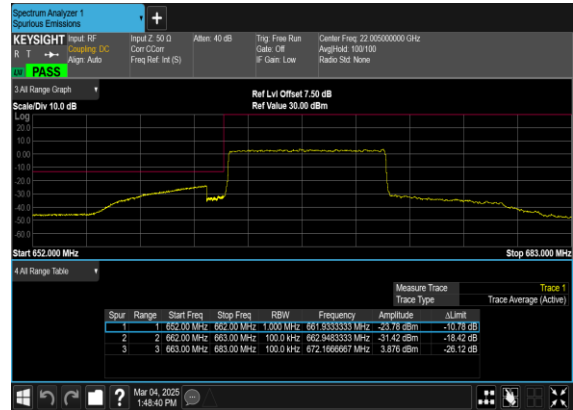 Spectrum Analyzer 1
Spurious Emissions
KEYSIGHT Input: RF Input Z: 50 Ω Atten: 40 dB Trig: Free Run Center Freq: 22.005000000 GHz
R T Coupling: DC Corr CCorr Gate: Off Avg|Hold: 100/100
Align: Auto Freq Ref: Int (S) IF Gain: Low Radio Std: None
LW PASS
3 All Range Graph
Ref Lvl Offset 7.50 dB
Scale/Div 10.0 dB Ref Value 30.00 dBm
Log
20.0
10.0
0.00
-10.0
-20.0
-30.0
-40.0
-50.0
-60.0
Start 652.000 MHz Stop 683.000 MHz
4 All Range Table
Measure Trace Trace 1
Trace Type Trace Average (Active)
Spur Range Start Freq Stop Freq RBW Frequency Amplitude ΔLimit
1 1 652.00 MHz 662.00 MHz 1.000 MHz 661.9333333 MHz -23.78 dBm -10.78 dB
2 2 662.00 MHz 663.00 MHz 100.0 kHz 662.9483333 MHz -31.42 dBm -18.42 dB
3 3 663.00 MHz 683.00 MHz 100.0 kHz 672.1666667 MHz 3.876 dBm -26.12 dB
? Mar 04, 2025
1:48:40 PM